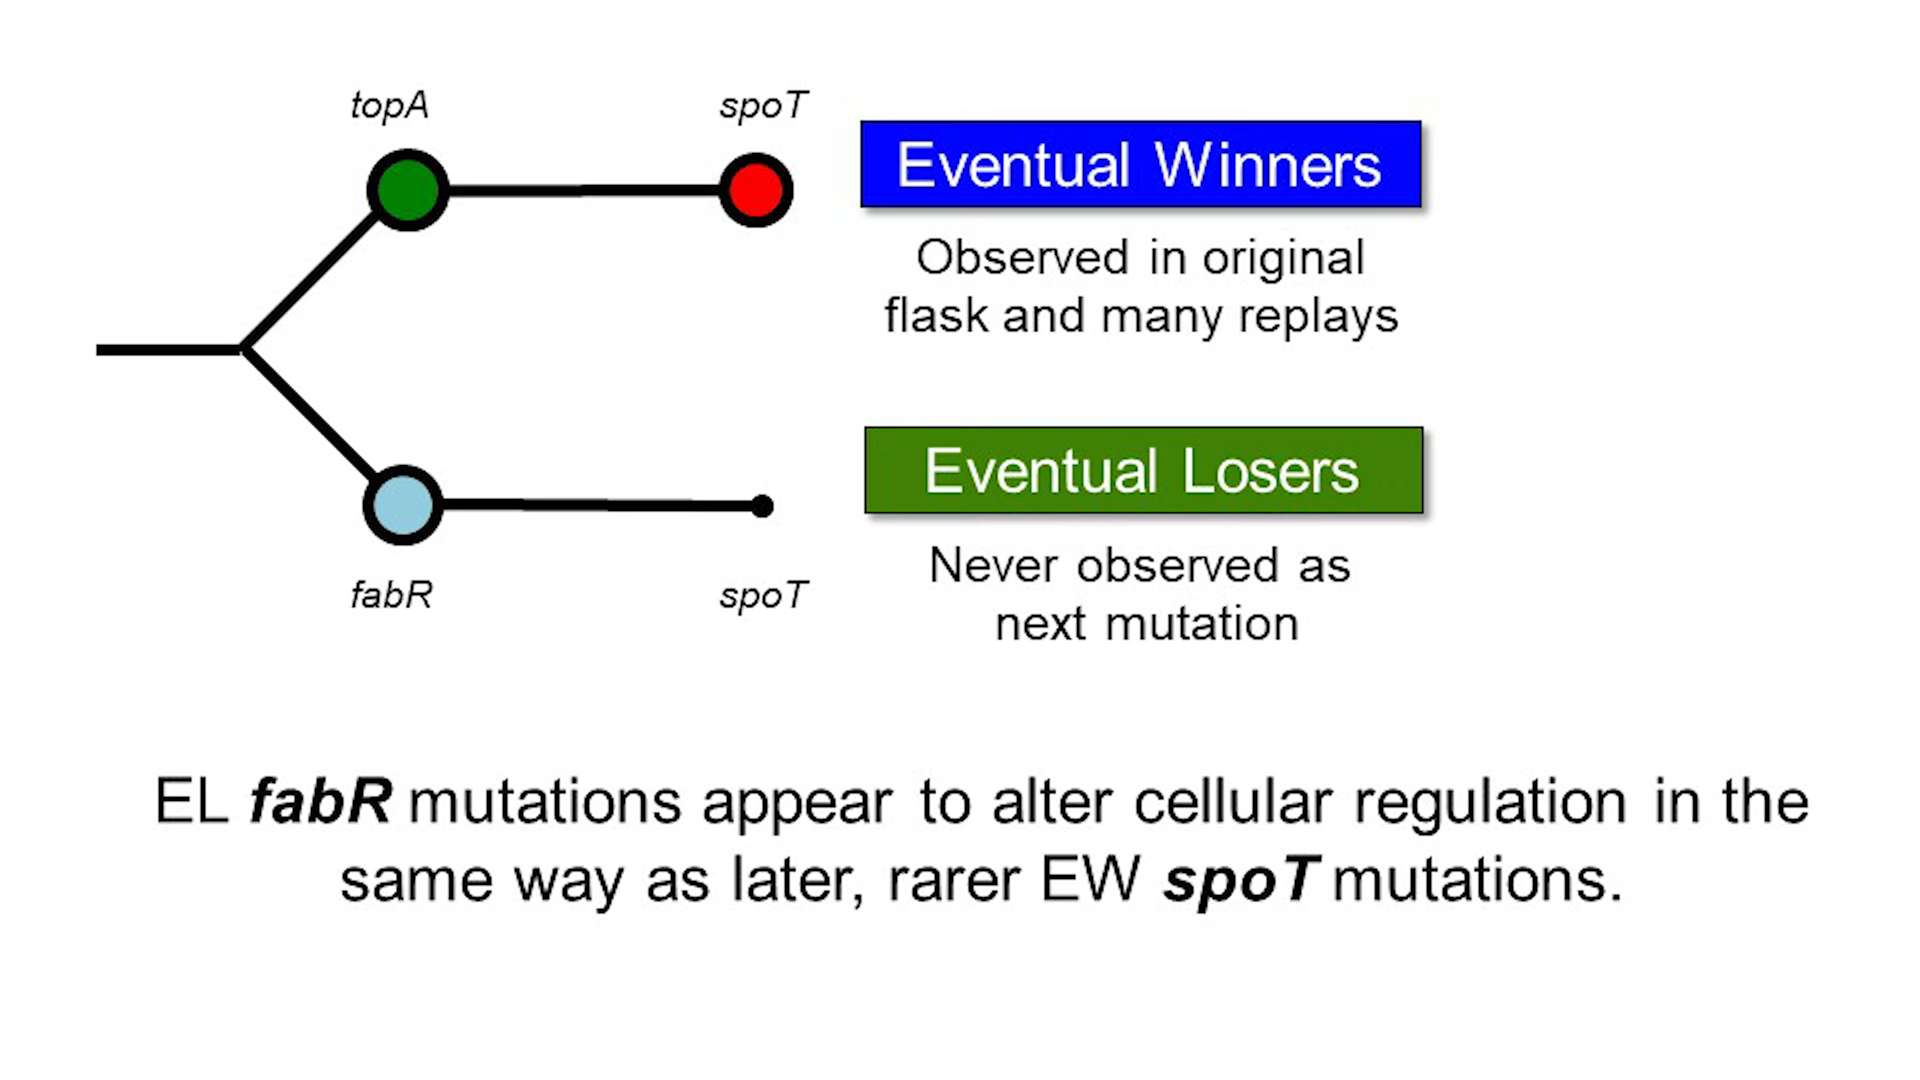 topA
spoT
Eventual Winners
Observed in original
flask and many replays
Eventual Losers
Never observed as
next mutation
fabR
spoT
EL fabR mutations appear to alter cellular regulation in the
same way as later, rarer EW spoT mutations.